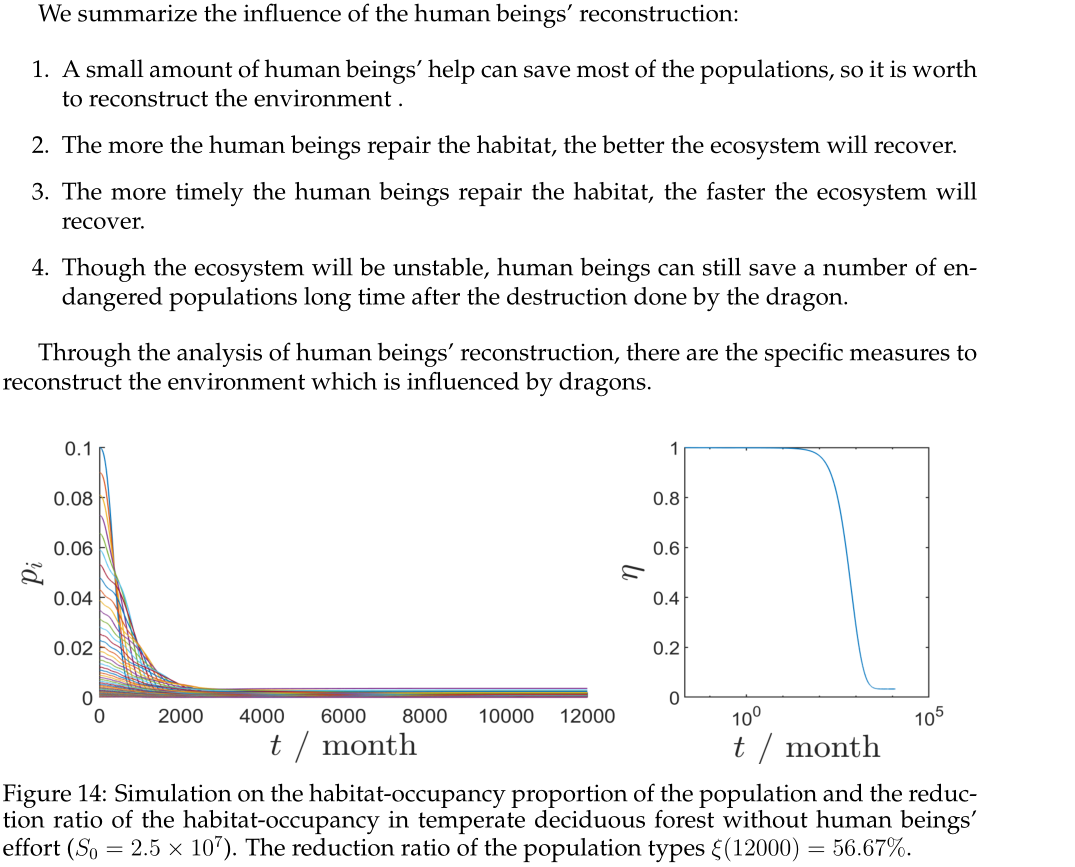 We summarize the influence of the human beings’ reconstruction:
1. A small amount of human beings’ help can save most of the populations, so it is worth
to reconstruct the environment .
2. The more the human beings repair the habitat, the better the ecosystem will recover.
3. The more timely the human beings repair the habitat, the faster the ecosystem will
recover.
4. Though the ecosystem will be unstable, human beings can still save a number of en-
dangered populations long time after the destruction done by the dragon.
Through the analysis of human beings’ reconstruction, there are the specific measures to
reconstruct the environment which is influenced by dragons.
0.1
0.08
0.06
0.04
0.02
0
p_i
0 2000 4000 6000 8000 10000 12000
t / month
1
0.8
0.6
0.4
0.2
0
η
10^0 10^5
t / month
Figure 14: Simulation on the habitat-occupancy proportion of the population and the reduc-
tion ratio of the habitat-occupancy in temperate deciduous forest without human beings’
effort (S_0 = 2.5 × 10^7). The reduction ratio of the population types ξ(12000) = 56.67%.